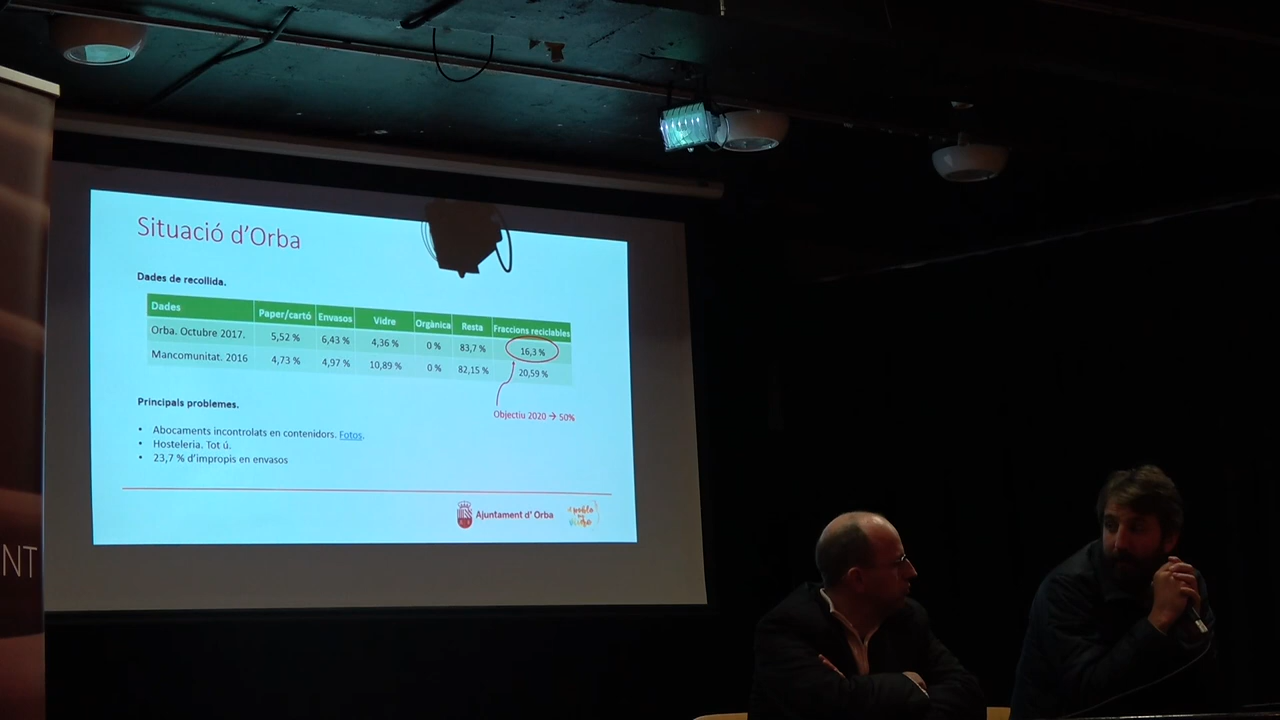 Situació d'Orba
Dades de recollida.
Dades Paper/cartó Envasos Vidre Orgànica Resta Fraccions reciclables
Orba. Octubre 2017. 5,52 % 6,43 % 4,36 % 0 % 83,7 % 16,3 %
Mancomunitat. 2016 4,73 % 4,97 % 10,89 % 0 % 82,15 % 20,59 %
Objectiu 2020 → 50%
Principals problemes.
• Abocaments incontrolats en contenidors. Fotos.
• Hosteleria. Tot ú.
• 23,7 % d'impropis en envasos
Ajuntament d' Orba
NT